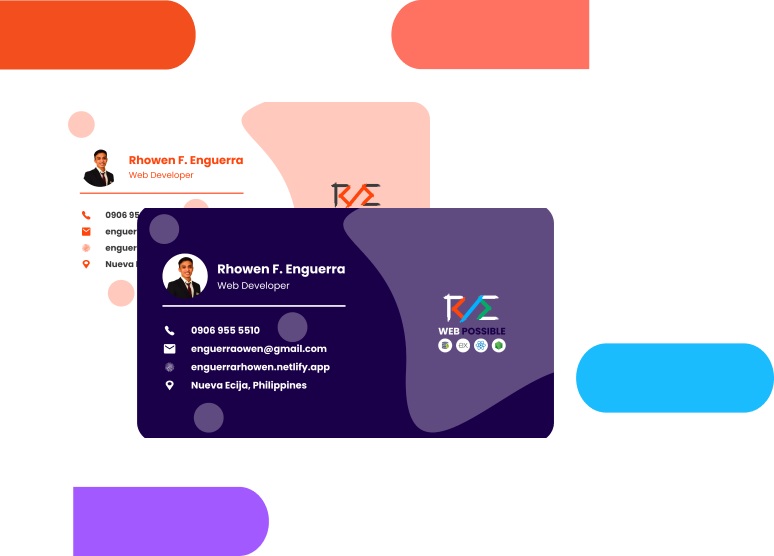 Rhowen F. Enguerra
Web Developer
0906 95
enguer
enguer
Nueva
Rhowen F. Enguerra
Web Developer
0906 955 5510
enguerraowen@gmail.com
enguerrarhowen.netlify.app
Nueva Ecija, Philippines
WEB POSSIBLE
EX